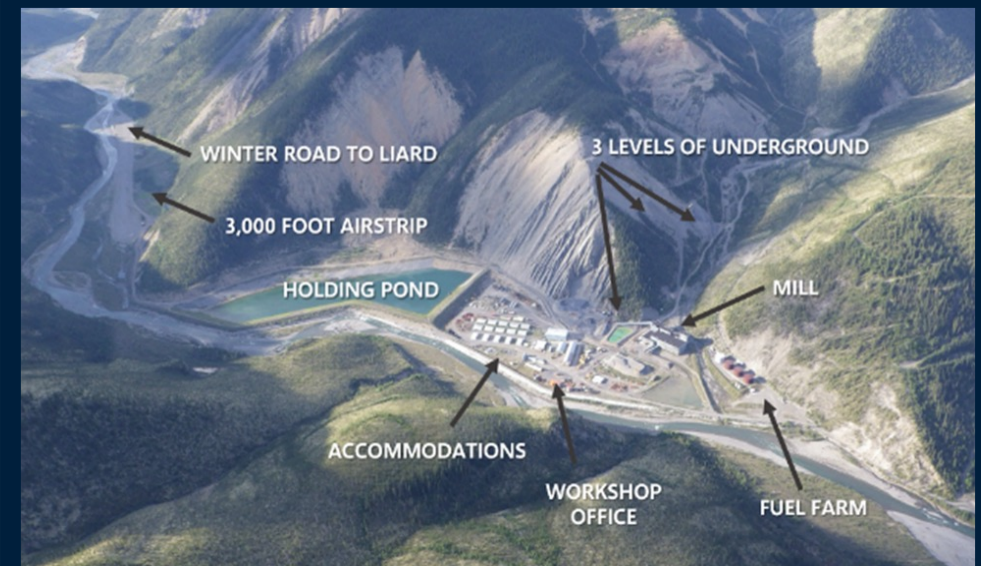 3 LEVELS OF UNDERGROUND
WINTER ROAD TO LIARD
3,000 FOOT AIRSTRIP
HOLDING POND
MILL
ACCOMMODATIONS
WORKSHOP
OFFICE
FUEL FARM